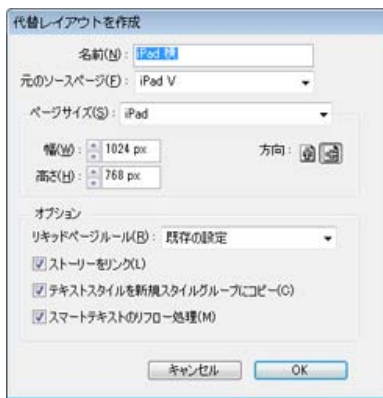 代替レイアウトを作成
名前(N): iPad 横
元のソースページ(F): iPad V
ページサイズ(S): iPad
幅(W): 1024 px 方向:
高さ(H): 768 px
オプション
リキッドページルール(R): 既存の設定
ストーリーをリンク(L)
テキストスタイルを新規スタイルグループにコピー(C)
スマートテキストのリフロー処理(M)
キャンセル OK